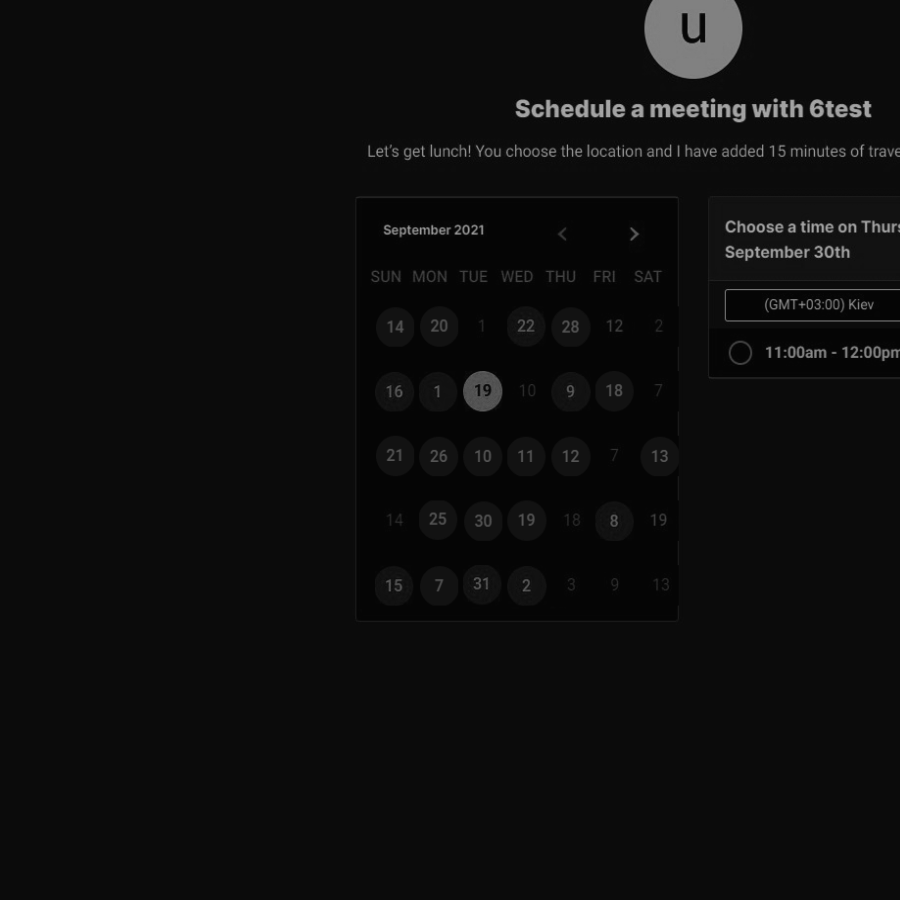 u
Schedule a meeting with 6test
Let's get lunch! You choose the location and I have added 15 minutes of trave
September 2021
SUN MON TUE WED THU FRI SAT
14 20 1 22 28 12 2
16 1 19 10 9 18 7
21 26 10 11 12 7 13
14 25 30 19 18 8 19
15 7 31 2 3 9 13
Choose a time on Thurs
September 30th
(GMT+03:00) Kiev
11:00am - 12:00pm